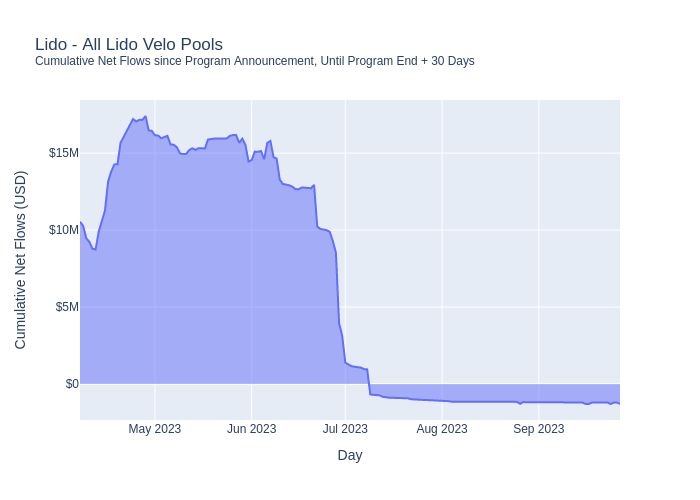 Lido - All Lido Velo Pools
Cumulative Net Flows since Program Announcement, Until Program End + 30 Days
Cumulative Net Flows (USD)
$15M
$10M
$5M
$0
May 2023
Jun 2023
Jul 2023
Aug 2023
Sep 2023
Day